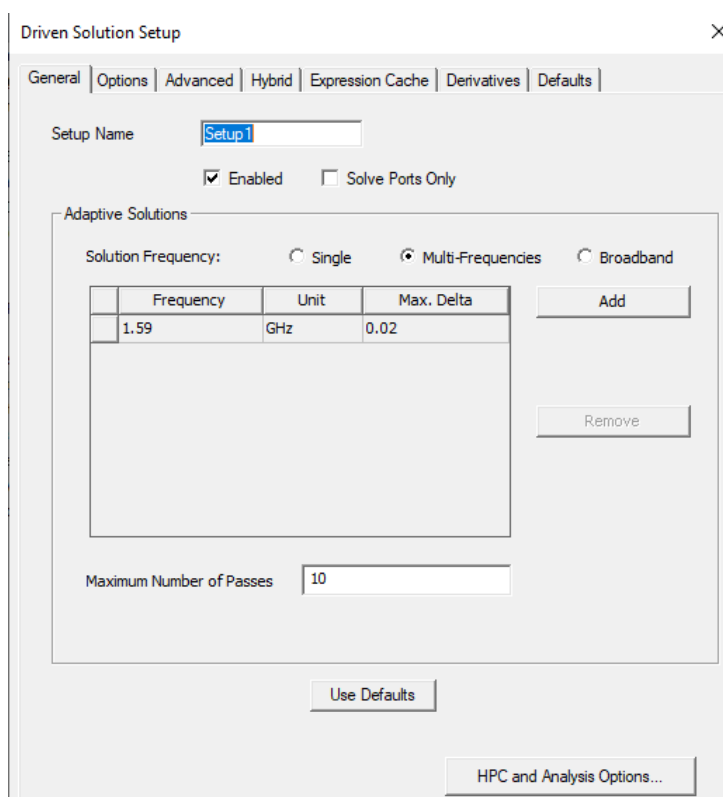 Driven Solution Setup
General Options Advanced Hybrid Expression Cache Derivatives Defaults
Setup Name Setup1
Enabled Solve Ports Only
Adaptive Solutions
Solution Frequency: Single Multi-Frequencies Broadband
Frequency Unit Max. Delta Add
1.59 GHz 0.02
Remove
Maximum Number of Passes 10
Use Defaults
HPC and Analysis Options...